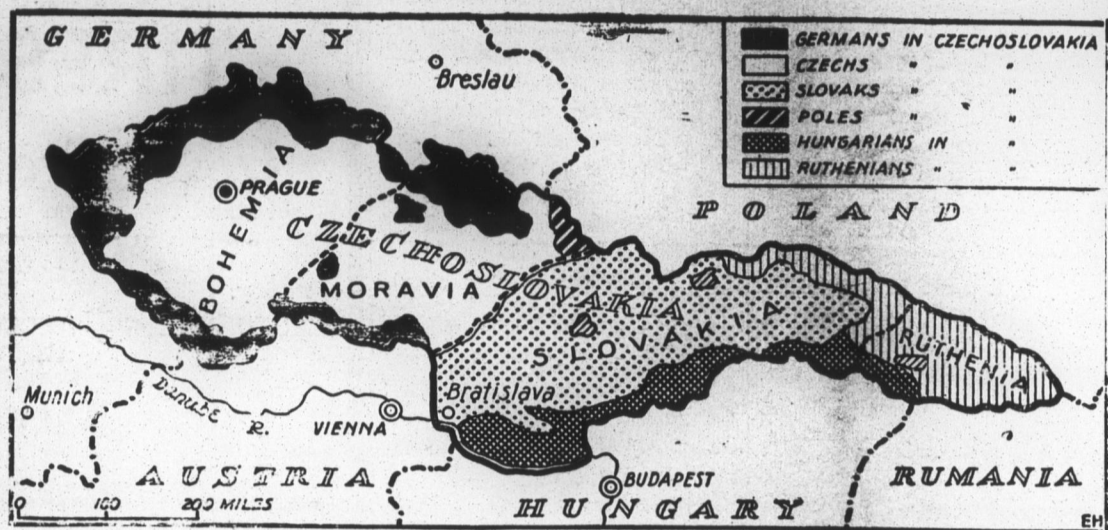 GERMANY
Breslau
GERMANS IN CZECHOSLOVAKIA
CZECHS " "
SLOVAKS " "
POLES " "
HUNGARIANS IN "
RUTHENIANS " "
PRAGUE
BOHEMIA
CZECHOSLOVAKIA
MORAVIA
POLAND
SLOVAKIA
RUTHENIA
Bratislava
Munich
Danube R.
VIENNA
AUSTRIA
BUDAPEST
HUNGARY
RUMANIA
0 100 200 MILES
EH